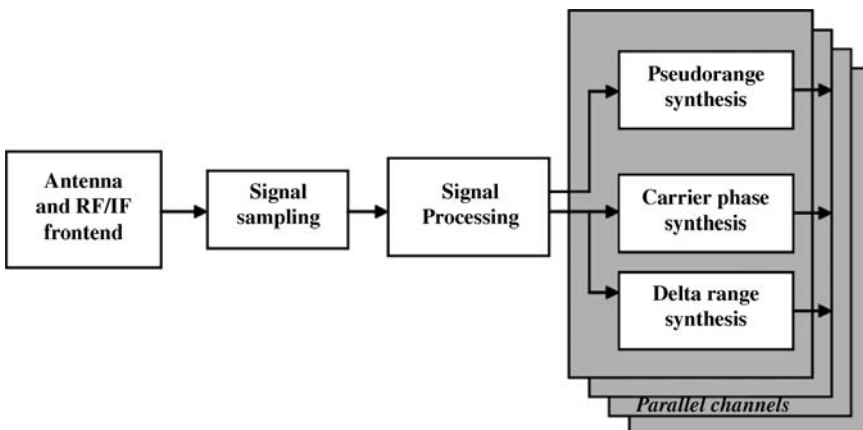 Antenna
and RF/IF
frontend
Signal
sampling
Signal
Processing
Pseudorange
synthesis
Carrier phase
synthesis
Delta range
synthesis
Parallel channels